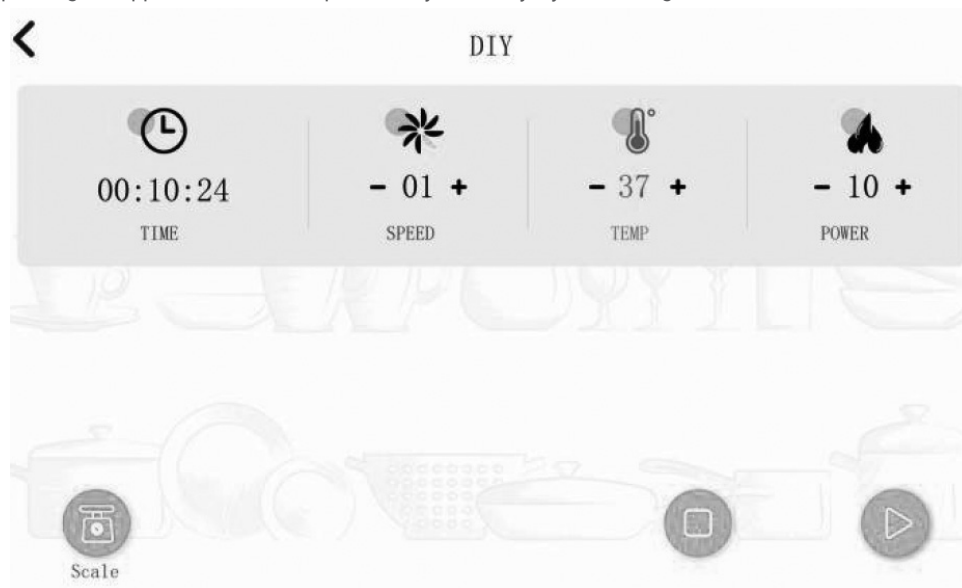 DIY
00:10:24
- 01 +
- 37 +
- 10 +
TIME
SPEED
TEMP
POWER
Scale